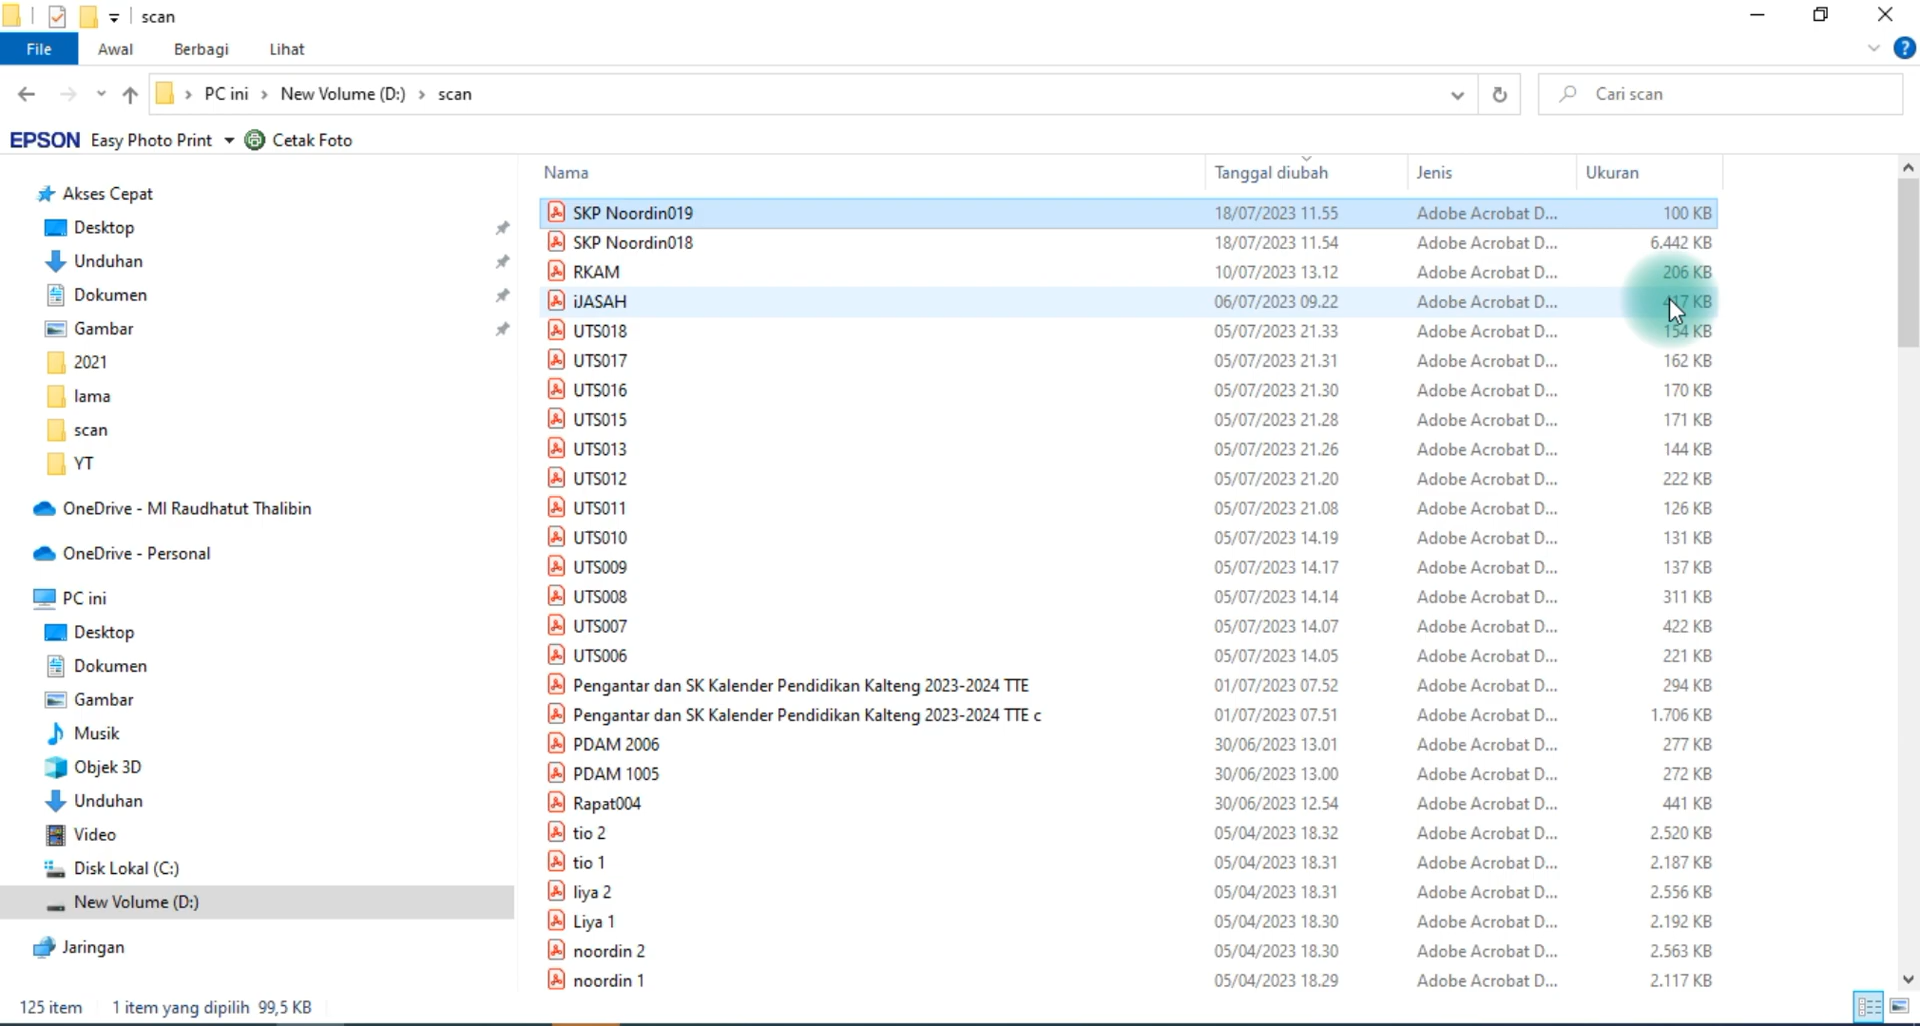 scan
File Awal Berbagi Lihat
PC ini › New Volume (D:) › scan
Cari scan
EPSON Easy Photo Print Cetak Foto
Akses Cepat
Desktop
Unduhan
Dokumen
Gambar
2021
lama
scan
YT
OneDrive - MI Raudhatut Thalibin
OneDrive - Personal
PC ini
Desktop
Dokumen
Gambar
Musik
Objek 3D
Unduhan
Video
Disk Lokal (C:)
New Volume (D:)
Jaringan
Nama Tanggal diubah Jenis Ukuran
SKP Noordin019 18/07/2023 11.55 Adobe Acrobat D... 100 KB
SKP Noordin018 18/07/2023 11.54 Adobe Acrobat D... 6.442 KB
RKAM 10/07/2023 13.12 Adobe Acrobat D... 206 KB
iJASAH 06/07/2023 09.22 Adobe Acrobat D... 417 KB
UTS018 05/07/2023 21.33 Adobe Acrobat D... 154 KB
UTS017 05/07/2023 21.31 Adobe Acrobat D... 162 KB
UTS016 05/07/2023 21.30 Adobe Acrobat D... 170 KB
UTS015 05/07/2023 21.28 Adobe Acrobat D... 171 KB
UTS013 05/07/2023 21.26 Adobe Acrobat D... 144 KB
UTS012 05/07/2023 21.20 Adobe Acrobat D... 222 KB
UTS011 05/07/2023 21.08 Adobe Acrobat D... 126 KB
UTS010 05/07/2023 14.19 Adobe Acrobat D... 131 KB
UTS009 05/07/2023 14.17 Adobe Acrobat D... 137 KB
UTS008 05/07/2023 14.14 Adobe Acrobat D... 311 KB
UTS007 05/07/2023 14.07 Adobe Acrobat D... 422 KB
UTS006 05/07/2023 14.05 Adobe Acrobat D... 221 KB
Pengantar dan SK Kalender Pendidikan Kalteng 2023-2024 TTE 01/07/2023 07.52 Adobe Acrobat D... 294 KB
Pengantar dan SK Kalender Pendidikan Kalteng 2023-2024 TTE c 01/07/2023 07.51 Adobe Acrobat D... 1.706 KB
PDAM 2006 30/06/2023 13.01 Adobe Acrobat D... 277 KB
PDAM 1005 30/06/2023 13.00 Adobe Acrobat D... 272 KB
Rapat004 30/06/2023 12.54 Adobe Acrobat D... 441 KB
tio 2 05/04/2023 18.32 Adobe Acrobat D... 2.520 KB
tio 1 05/04/2023 18.31 Adobe Acrobat D... 2.187 KB
liya 2 05/04/2023 18.31 Adobe Acrobat D... 2.556 KB
Liya 1 05/04/2023 18.30 Adobe Acrobat D... 2.192 KB
noordin 2 05/04/2023 18.30 Adobe Acrobat D... 2.563 KB
noordin 1 05/04/2023 18.29 Adobe Acrobat D... 2.117 KB
125 item 1 item yang dipilih 99,5 KB